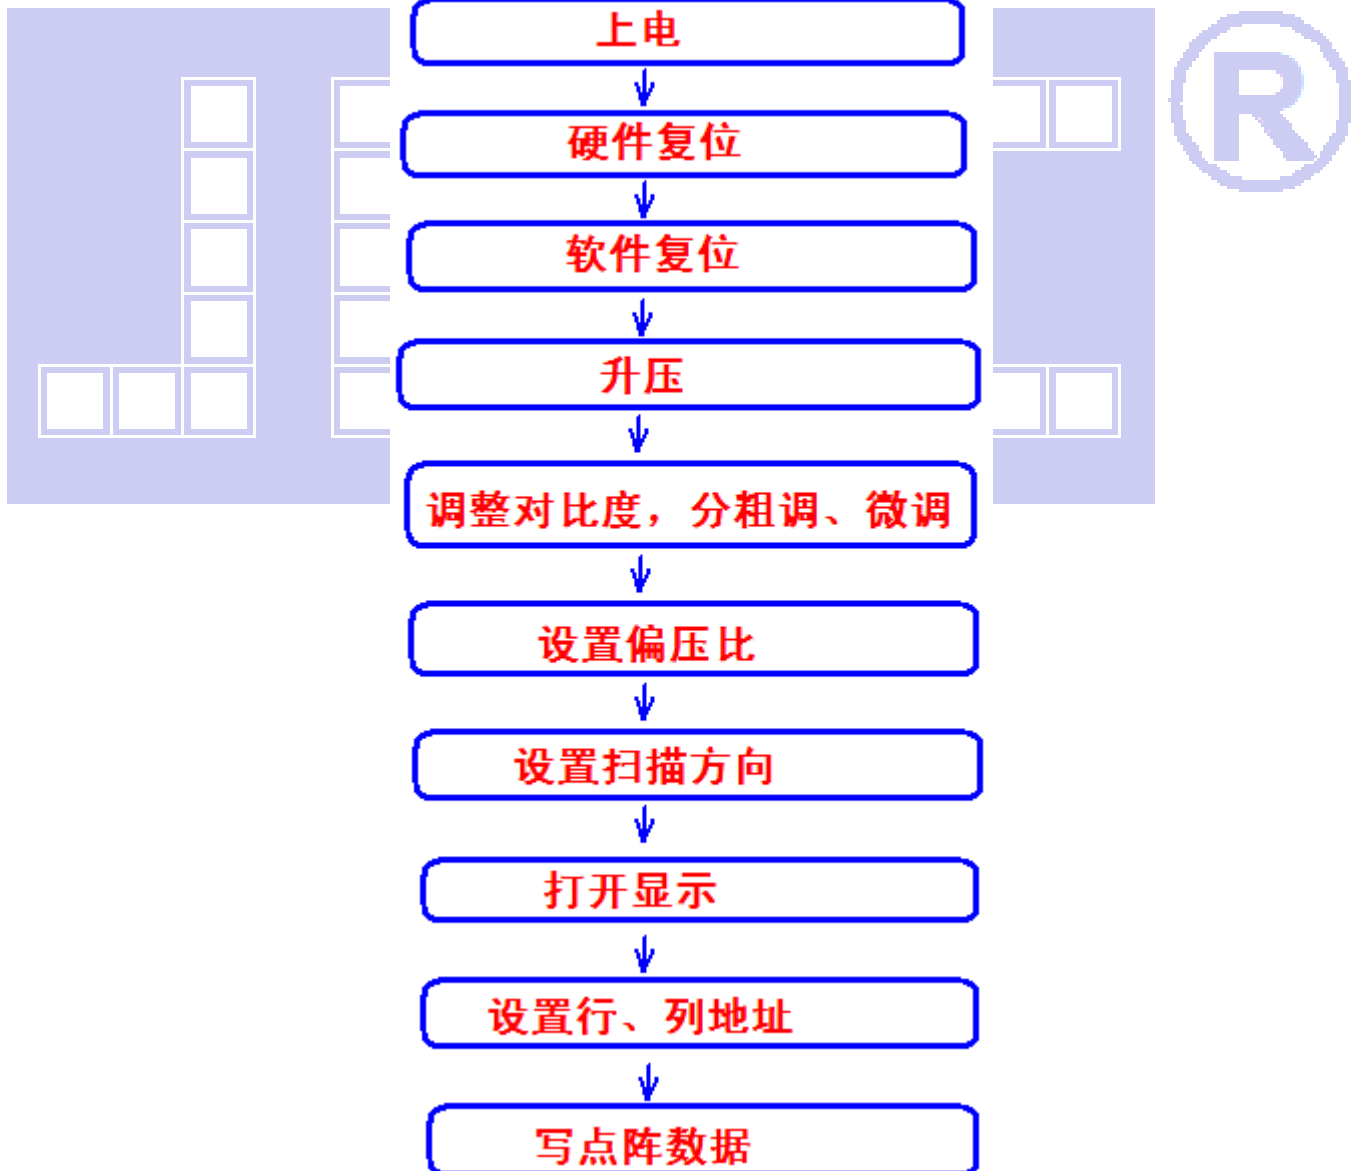 上电
R
硬件复位
软件复位
升压
调整对比度，分粗调、微调
设置偏压比
设置扫描方向
打开显示
设置行、列地址
写点阵数据